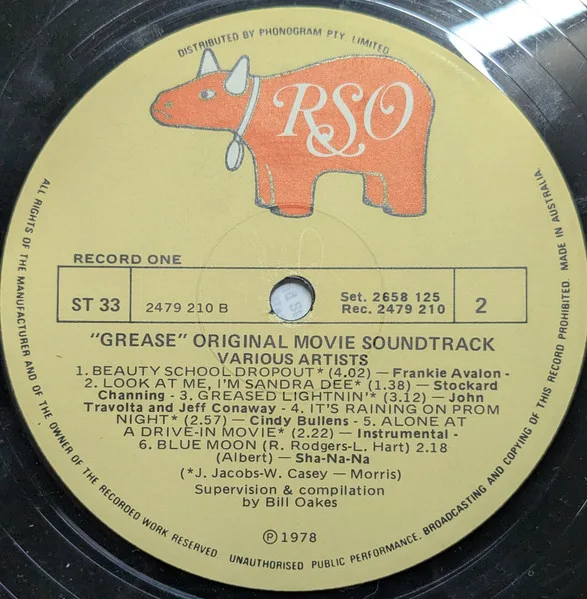 DISTRIBUTED BY PHONOGRAM PTY. LIMITED
RSO
RECORD ONE
ST 33
2479 210 B
Set. 2658 125
Rec. 2479 210
2
"GREASE" ORIGINAL MOVIE SOUNDTRACK
VARIOUS ARTISTS
1. BEAUTY SCHOOL DROPOUT* (4.02) — Frankie Avalon -
2. LOOK AT ME, I'M SANDRA DEE* (1.38) — Stockard
Channing - 3. GREASED LIGHTNIN'* (3.12) — John
Travolta and Jeff Conaway - 4. IT'S RAINING ON PROM
NIGHT* (2.57) — Cindy Bullens - 5. ALONE AT
A DRIVE-IN MOVIE* (2.22) — Instrumental -
6. BLUE MOON (R. Rodgers-L. Hart) 2.18
(Albert) — Sha-Na-Na
(*J. Jacobs-W. Casey — Morris)
Supervision & compilation
by Bill Oakes
℗ 1978
ALL RIGHTS OF THE MANUFACTURER AND OF THE OWNER OF THE RECORDED WORK RESERVED
UNAUTHORISED PUBLIC PERFORMANCE, BROADCASTING AND COPYING OF THIS RECORD PROHIBITED. MADE IN AUSTRALIA.